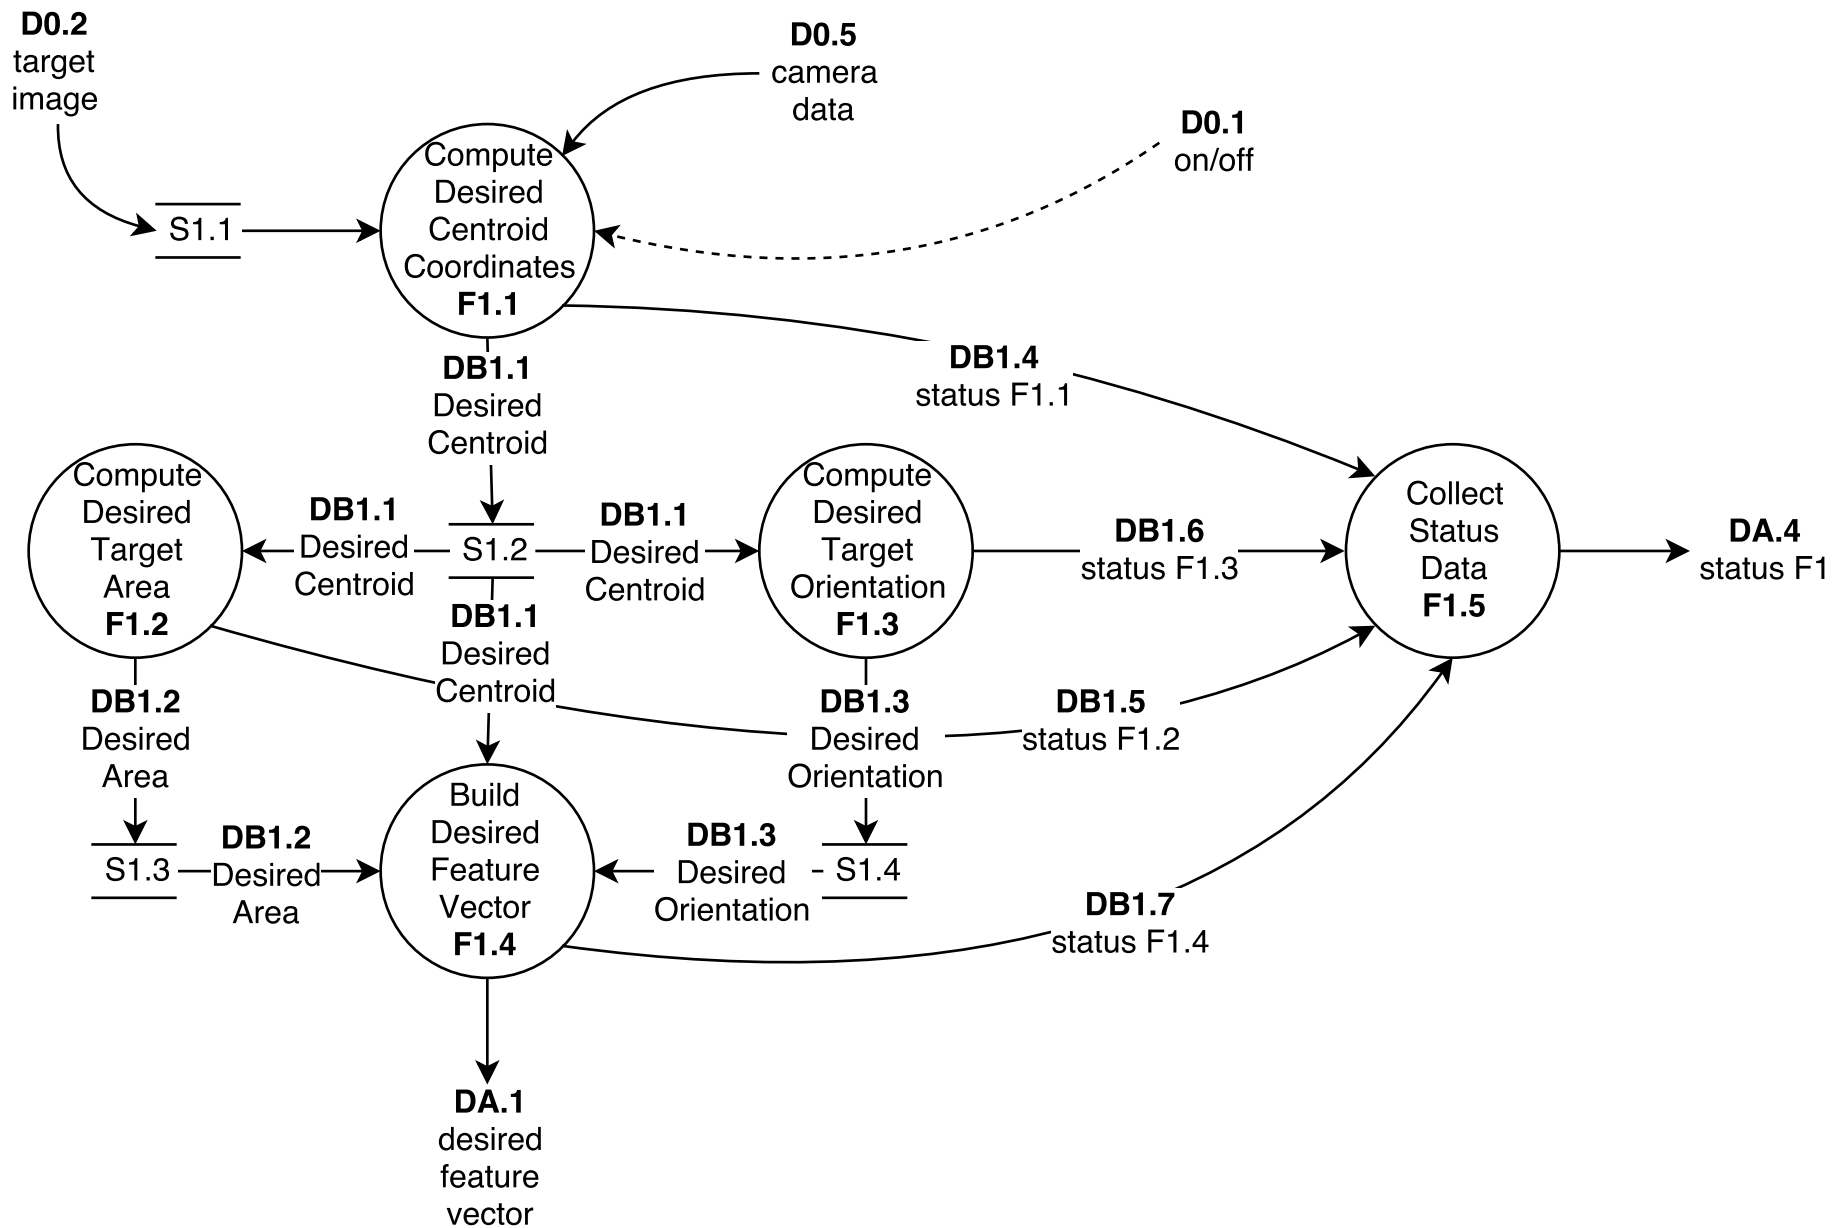 D0.2
target
image
D0.5
camera
data
D0.1
on/off
S1.1
Compute
Desired
Centroid
Coordinates
F1.1
DB1.1
Desired
Centroid
DB1.4
status F1.1
Compute
Desired
Target
Area
F1.2
DB1.1
Desired
Centroid
S1.2
DB1.1
Desired
Centroid
Compute
Desired
Target
Orientation
F1.3
DB1.6
status F1.3
Collect
Status
Data
F1.5
DA.4
status F1
DB1.1
Desired
Centroid
DB1.2
Desired
Area
DB1.3
Desired
Orientation
DB1.5
status F1.2
S1.3
DB1.2
Desired
Area
Build
Desired
Feature
Vector
F1.4
DB1.3
Desired
Orientation
S1.4
DB1.7
status F1.4
DA.1
desired
feature
vector